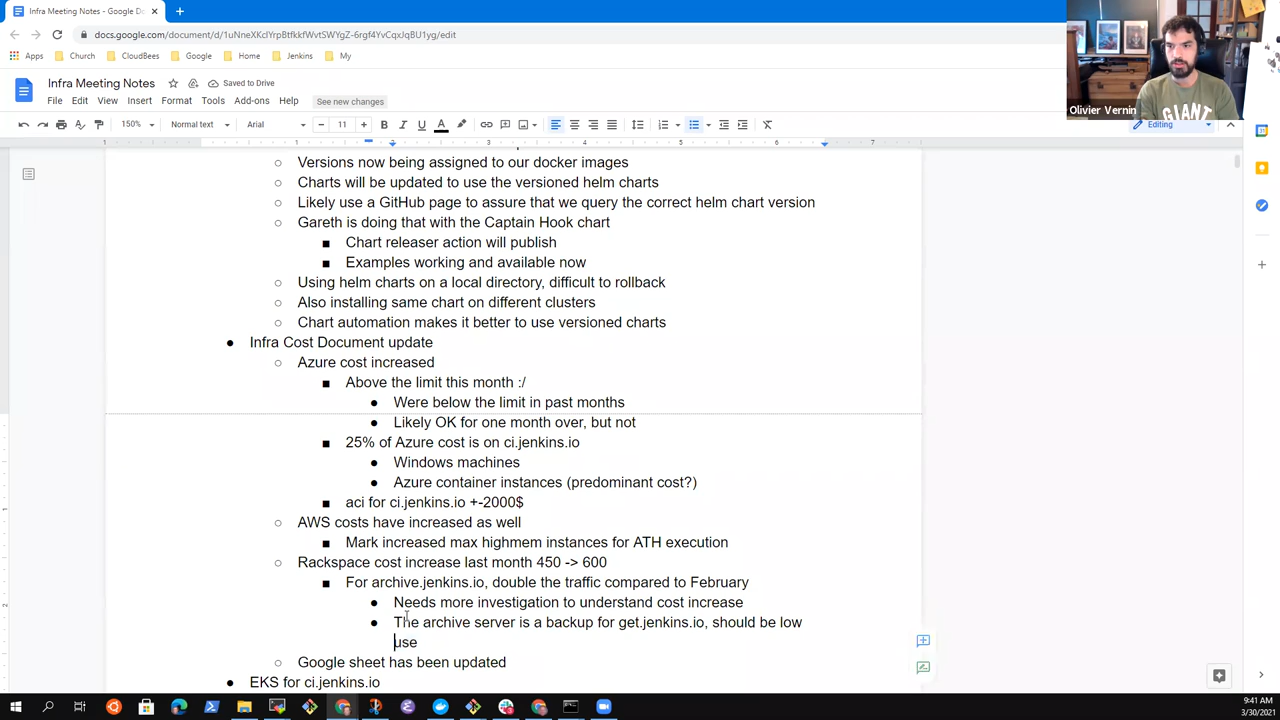 Infra Meeting Notes - Google Do
docs.google.com/document/d/1uNneXKclYrpBtfkkfWvtSWYgZ-6rgf4YvCqxJqBU1yg/edit
Apps
Church
CloudBees
Google
Home
Jenkins
My
Infra Meeting Notes
Saved to Drive
File Edit View Insert Format Tools Add-ons Help
See new changes
150%
Normal text
Arial
11
Editing
Olivier Vernin
GIANT
1
3
4
5
6
7
Versions now being assigned to our docker images
Charts will be updated to use the versioned helm charts
Likely use a GitHub page to assure that we query the correct helm chart version
Gareth is doing that with the Captain Hook chart
Chart releaser action will publish
Examples working and available now
Using helm charts on a local directory, difficult to rollback
Also installing same chart on different clusters
Chart automation makes it better to use versioned charts
Infra Cost Document update
Azure cost increased
Above the limit this month :/
Were below the limit in past months
Likely OK for one month over, but not
25% of Azure cost is on ci.jenkins.io
Windows machines
Azure container instances (predominant cost?)
aci for ci.jenkins.io +-2000$
AWS costs have increased as well
Mark increased max highmem instances for ATH execution
Rackspace cost increase last month 450 -> 600
For archive.jenkins.io, double the traffic compared to February
Needs more investigation to understand cost increase
The archive server is a backup for get.jenkins.io, should be low
use
Google sheet has been updated
EKS for ci.jenkins.io
9:41 AM
3/30/2021